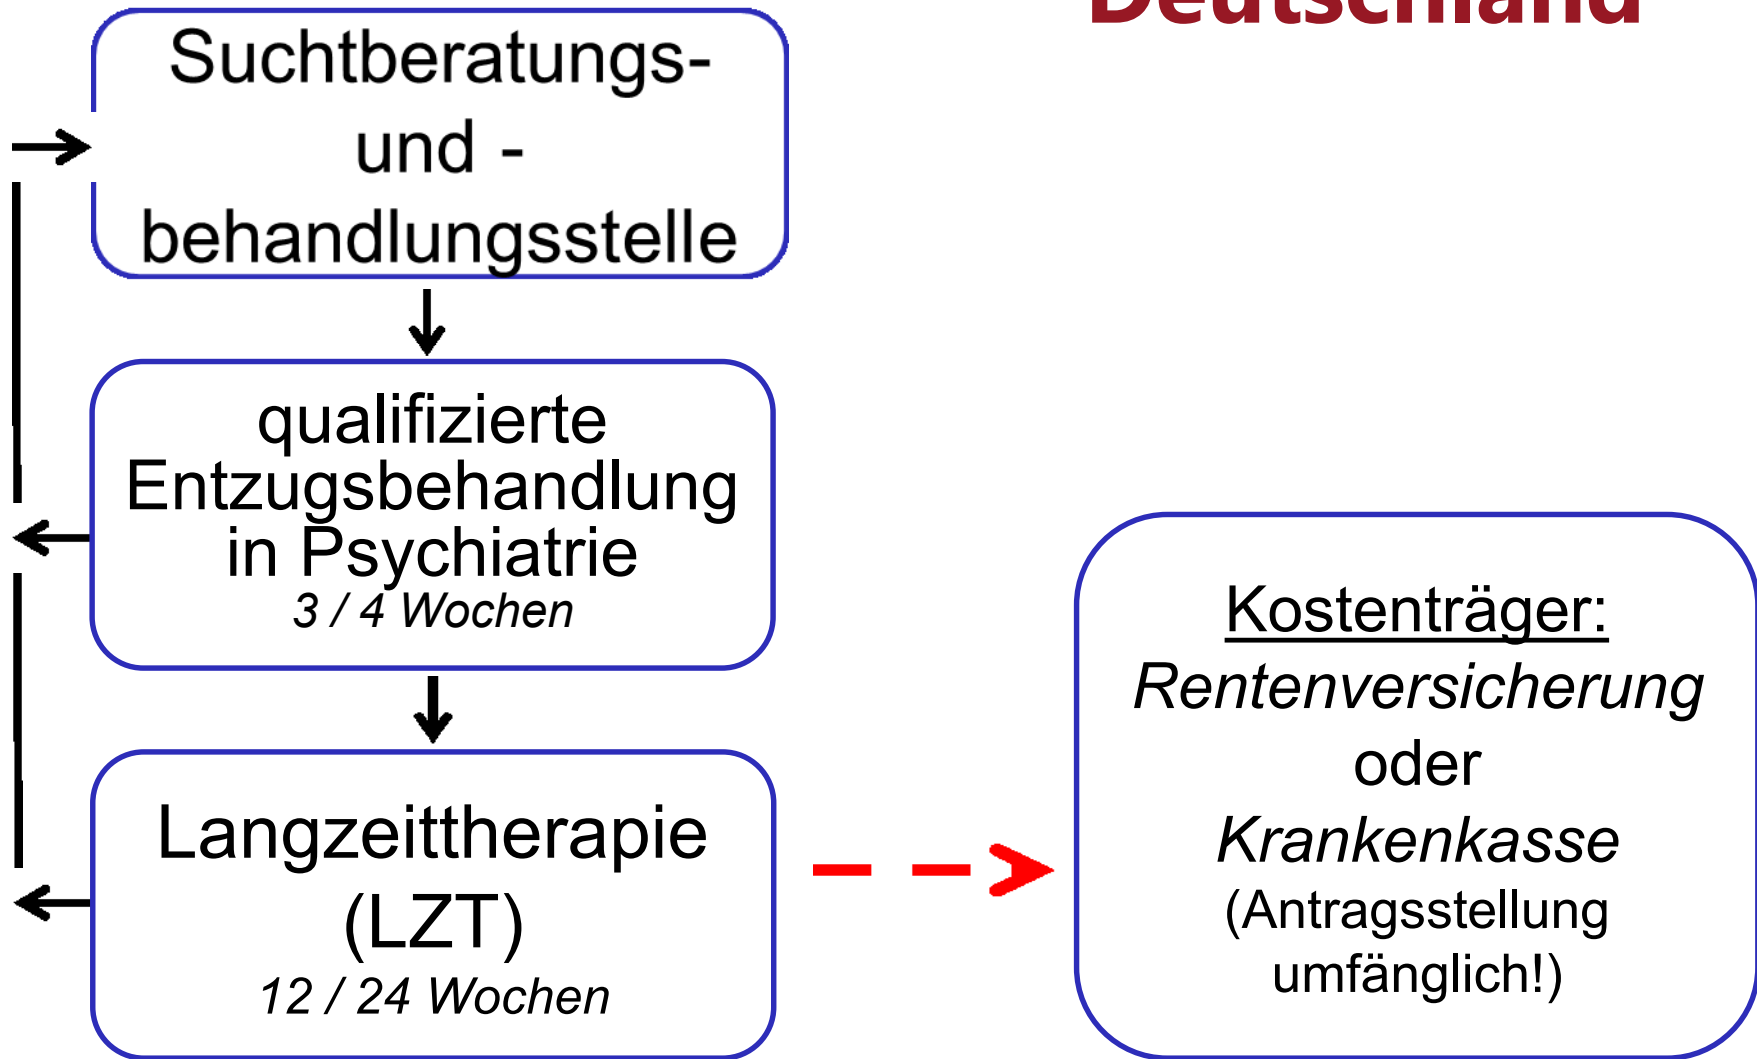 Deutschland
Suchtberatungs-
und -
behandlungsstelle
qualifizierte
Entzugsbehandlung
in Psychiatrie
3 / 4 Wochen
Langzeittherapie
(LZT)
12 / 24 Wochen
Kostenträger:
Rentenversicherung
oder
Krankenkasse
(Antragsstellung
umfänglich!)